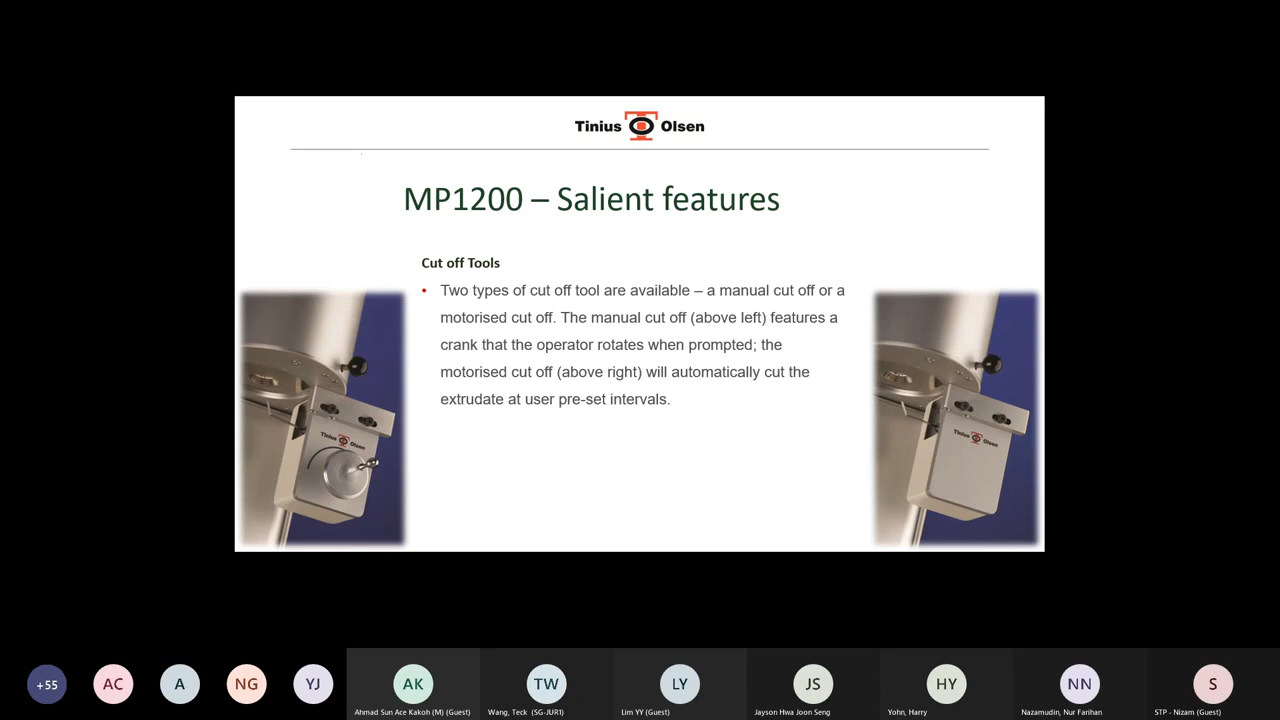 Tinius Olsen
MP1200 – Salient features
Cut off Tools
• Two types of cut off tool are available – a manual cut off or a
motorised cut off. The manual cut off (above left) features a
crank that the operator rotates when prompted; the
motorised cut off (above right) will automatically cut the
extrudate at user pre-set intervals.
Tinius Olsen
Tinius Olsen
+55
AC
A
NG
YJ
AK
TW
LY
JS
HY
NN
S
Ahmad Sun Ace Kakoh (M) (Guest)
Wang, Teck (SG-JUR1)
Lim YY (Guest)
Jayson Hwa Joon Seng
Yohn, Harry
Nazamudin, Nur Farihan
STP - Nizam (Guest)